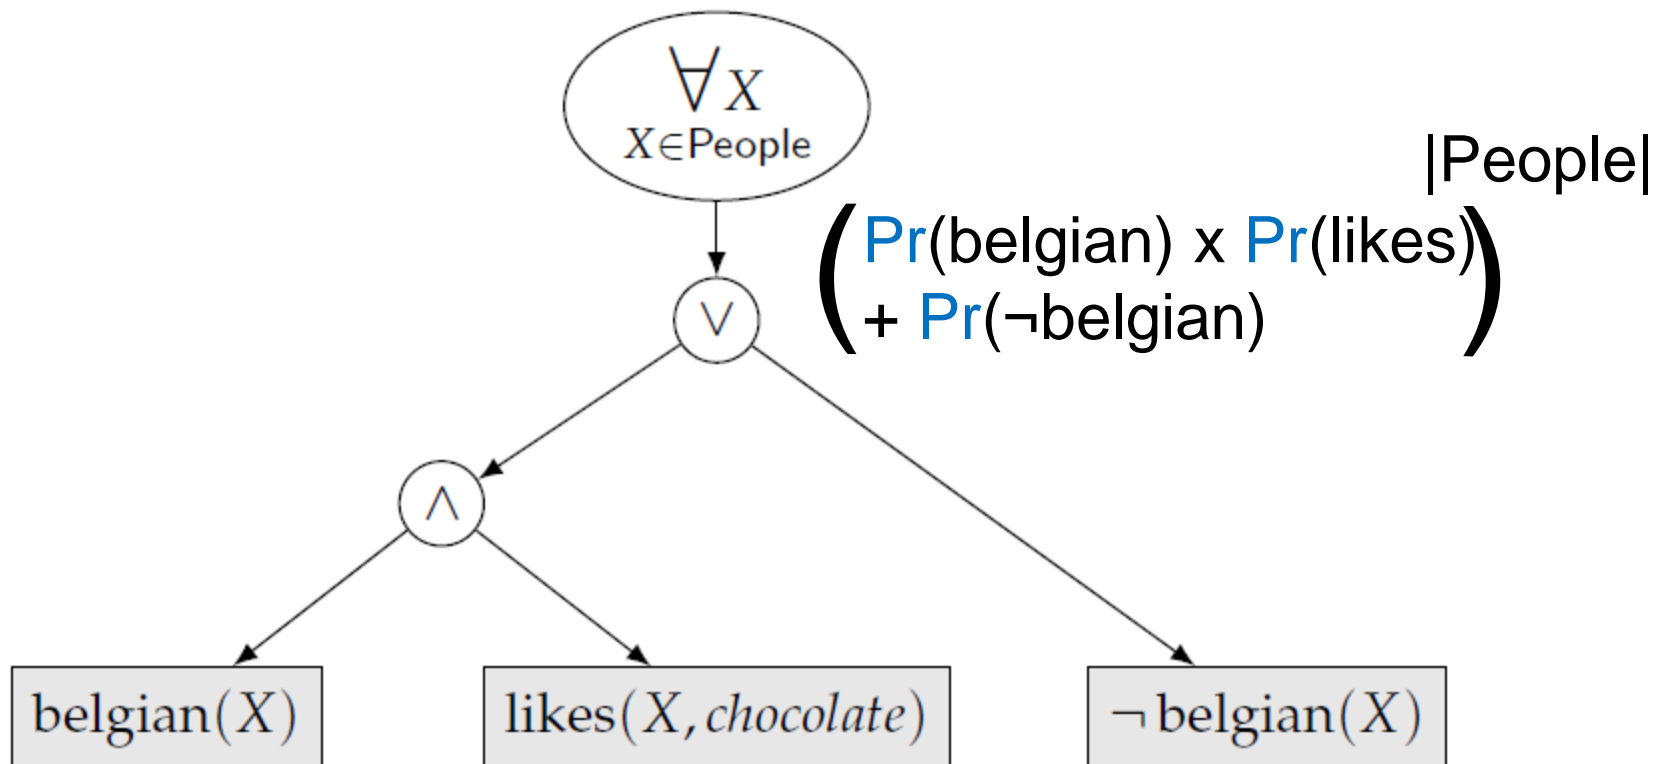 ∀X
X∈People
|People|
(Pr(belgian) x Pr(likes)
+ Pr(¬belgian))
∨
∧
belgian(X)
likes(X, chocolate)
¬ belgian(X)